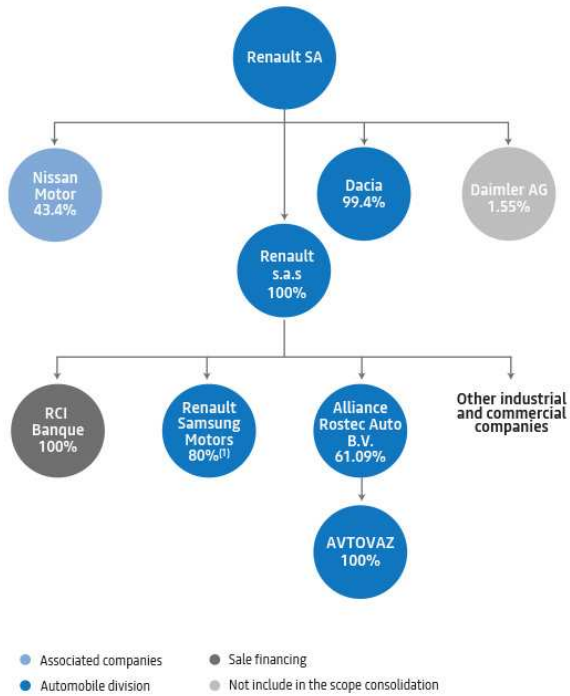 Renault SA
Nissan
Motor
43.4%
Dacia
99.4%
Daimler AG
1.55%
Renault
s.a.s
100%
RCI
Banque
100%
Renault
Samsung
Motors
80%(1)
Alliance
Rostec Auto
B.V.
61.09%
Other industrial
and commercial
companies
AVTOVAZ
100%
Associated companies
Sale financing
Automobile division
Not include in the scope consolidation